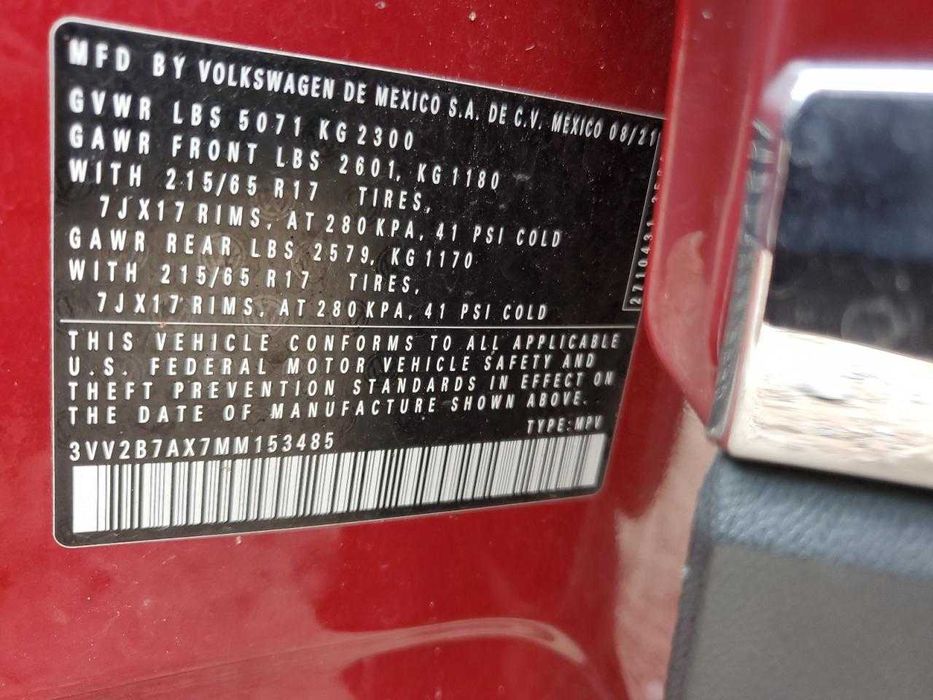 MFD BY VOLKSWAGEN DE MEXICO S.A. DE C.V. MEXICO 08/21
GVWR LBS 5071 KG 2300
GAWR FRONT LBS 2601, KG 1180
WITH 215/65 R17 TIRES,
7JX17 RIMS, AT 280 KPA, 41 PSI COLD
GAWR REAR LBS 2579, KG 1170
WITH 215/65 R17 TIRES,
7JX17 RIMS, AT 280 KPA, 41 PSI COLD
THIS VEHICLE CONFORMS TO ALL APPLICABLE
U.S. FEDERAL MOTOR VEHICLE SAFETY AND
THEFT PREVENTION STANDARDS IN EFFECT ON
THE DATE OF MANUFACTURE SHOWN ABOVE.
TYPE: MPV
3VV2B7AX7MM153485